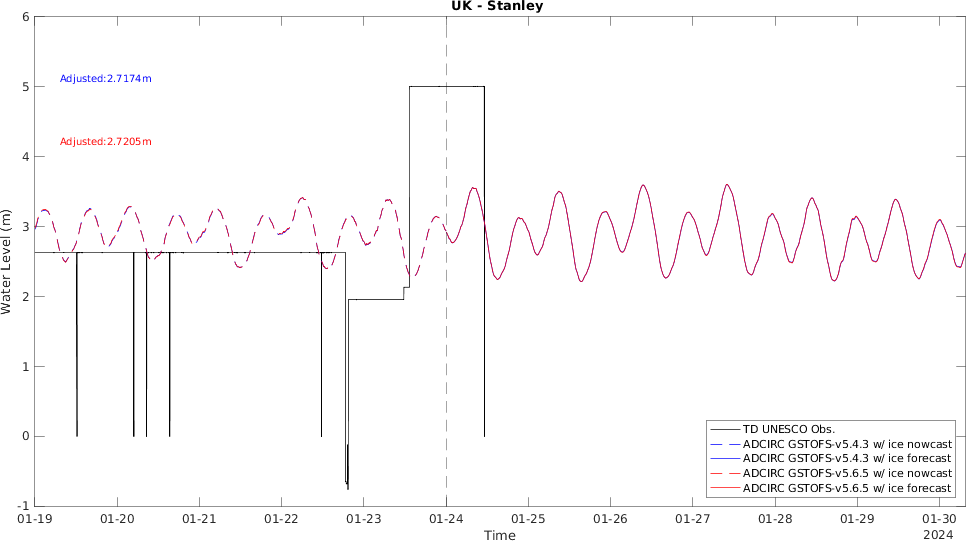 UK - Stanley
6
5
4
3
2
1
0
-1
Water Level (m)
Adjusted:2.7174m
Adjusted:2.7205m
TD UNESCO Obs.
ADCIRC GSTOFS-v5.4.3 w/ ice nowcast
ADCIRC GSTOFS-v5.4.3 w/ ice forecast
ADCIRC GSTOFS-v5.6.5 w/ ice nowcast
ADCIRC GSTOFS-v5.6.5 w/ ice forecast
01-19 01-20 01-21 01-22 01-23 01-24 01-25 01-26 01-27 01-28 01-29 01-30
Time
2024